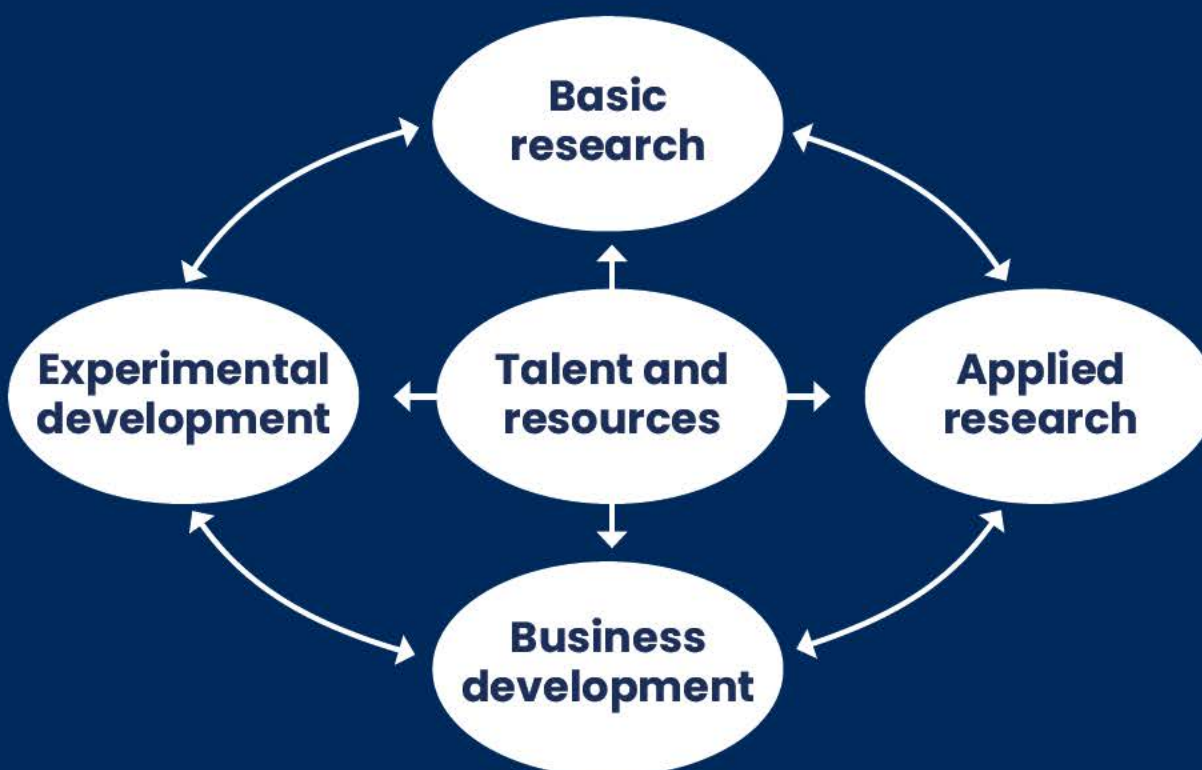 Basic
research
Experimental
development
Talent and
resources
Applied
research
Business
development